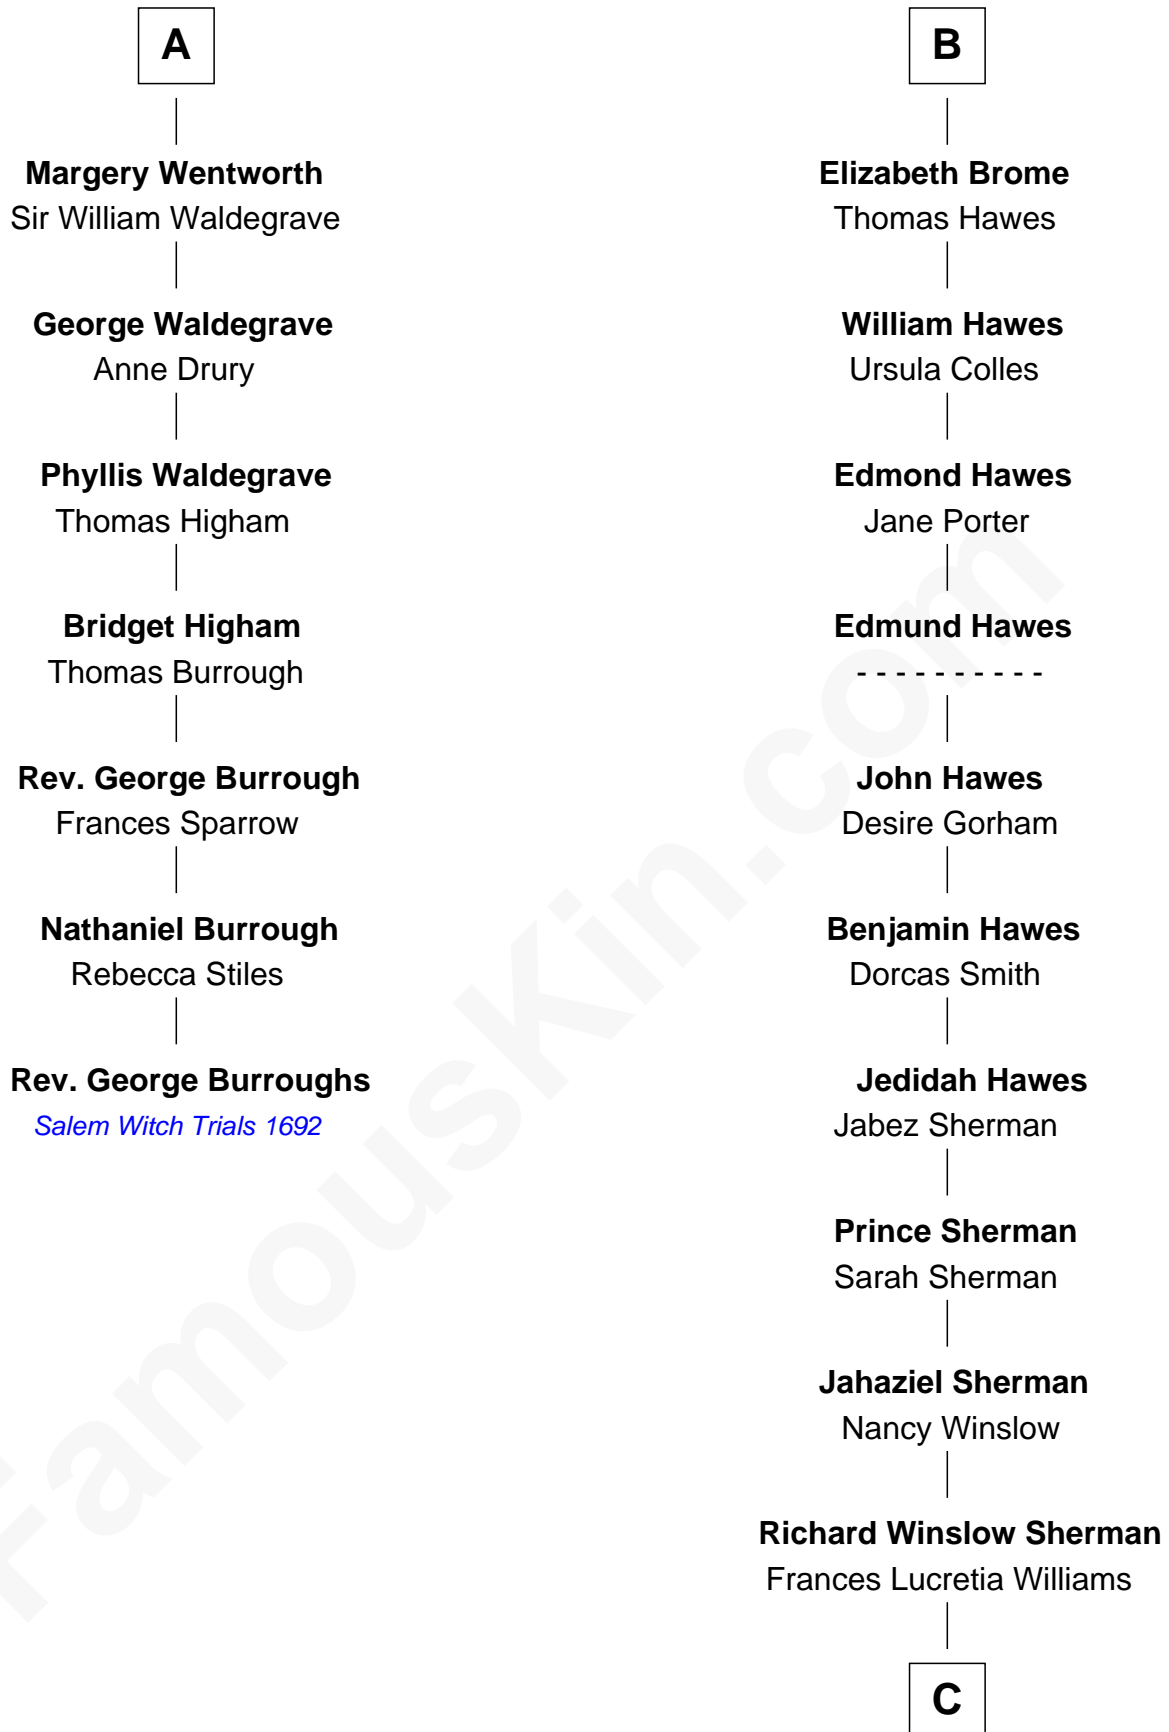 A
Margery Wentworth
Sir William Waldegrave
George Waldegrave
Anne Drury
Phyllis Waldegrave
Thomas Higham
Bridget Higham
Thomas Burrough
Rev. George Burrough
Frances Sparrow
Nathaniel Burrough
Rebecca Stiles
Rev. George Burroughs
Salem Witch Trials 1692
B
Elizabeth Brome
Thomas Hawes
William Hawes
Ursula Colles
Edmond Hawes
Jane Porter
Edmund Hawes
- - - - - - - - - -
John Hawes
Desire Gorham
Benjamin Hawes
Dorcas Smith
Jedidah Hawes
Jabez Sherman
Prince Sherman
Sarah Sherman
Jahaziel Sherman
Nancy Winslow
Richard Winslow Sherman
Frances Lucretia Williams
C
FamousKin.com